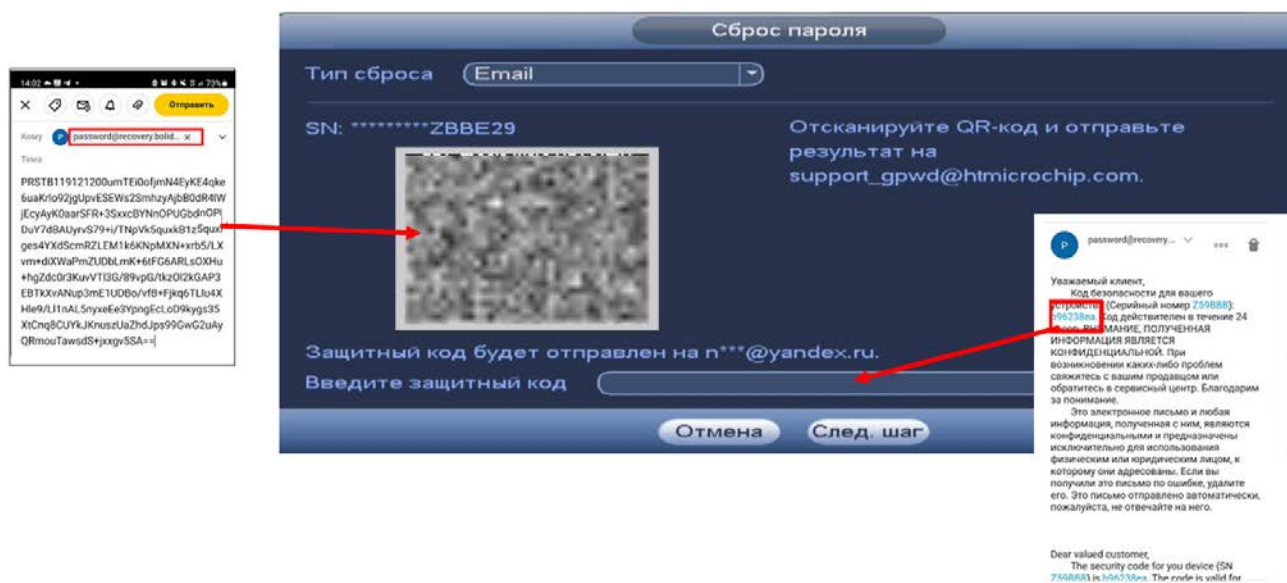 Сброс пароля
Тип сброса Email
SN: *********ZBBE29
Отсканируйте QR-код и отправьте
результат на
support_gpwd@htmicrochip.com.
Защитный код будет отправлен на n***@yandex.ru.
Введите защитный код
Отмена След. шаг
14:02 73%
Отправить
Кому P password@recovery.bolid...
Тема
PRSTB119121200umTEi0ofjmN4EyKE4qke
6uaKrIo92jgUpvESEWs2SmhzyAjbB0dR4IW
jEcyAyK0aarSFR+3SxxcBYNnOPUGbdnOPI
DuY7dBAUyrvS79+i/TNpVk5quxkB1z5quxl
ges4YXdScmRZLEM1k6KNpMXN+xrb5/LX
vm+diXWaPmZUDbLmK+6tFG6ARLsOXHu
+hgZdc0r3KuvVTI3G/89vpG/tkzOl2kGAP3
EBTkXvANup3mE1UDBo/vfB+Fjkq6TLIu4X
Hle9/Ll1nAL5nyxeEe3YpngEcLoD9kygs35
XtCnq8CUYkJKnuszUaZhdJps99GwG2uAy
QRmouTawsdS+jxxgv5SA==
P password@recovery...
Уважаемый клиент,
Код безопасности для вашего
устройства (Серийный номер Z59BBB):
b96238ea. Код действителен в течение 24
ВНИМАНИЕ, ПОЛУЧЕННАЯ
ИНФОРМАЦИЯ ЯВЛЯЕТСЯ
КОНФИДЕНЦИАЛЬНОЙ. При
возникновении каких-либо проблем
свяжитесь с вашим продавцом или
обратитесь в сервисный центр. Благодарим
за понимание.
Это электронное письмо и любая
информация, полученная с ним, являются
конфиденциальными и предназначены
исключительно для использования
физическим или юридическим лицом, к
которому они адресованы. Если вы
получили это письмо по ошибке, удалите
его. Это письмо отправлено автоматически,
пожалуйста, не отвечайте на него.
Dear valued customer,
The security code for you device (SN
Z59BBB) is b96238ea. The code is valid for